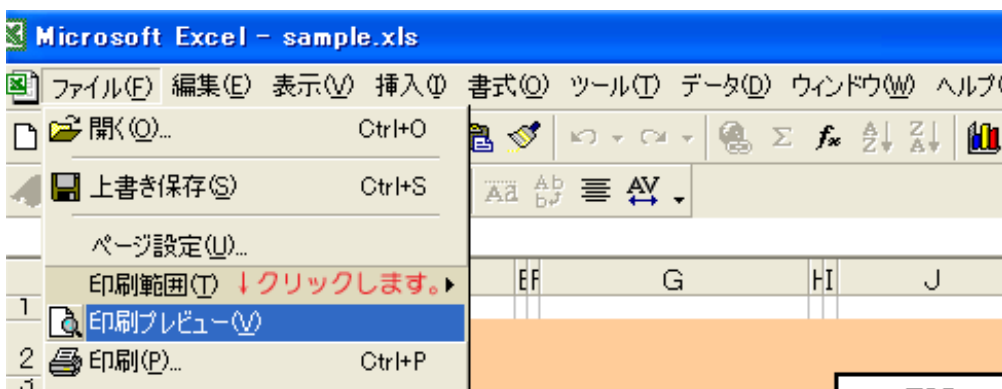 Microsoft Excel - sample.xls
ファイル(F) 編集(E) 表示(V) 挿入(I) 書式(O) ツール(T) データ(D) ウィンドウ(W) ヘルプ(
開く(O)... Ctrl+O
上書き保存(S) Ctrl+S
ページ設定(U)...
印刷範囲(T) ↓クリックします。
印刷プレビュー(V)
印刷(P)... Ctrl+P
E F G H I J
1
2